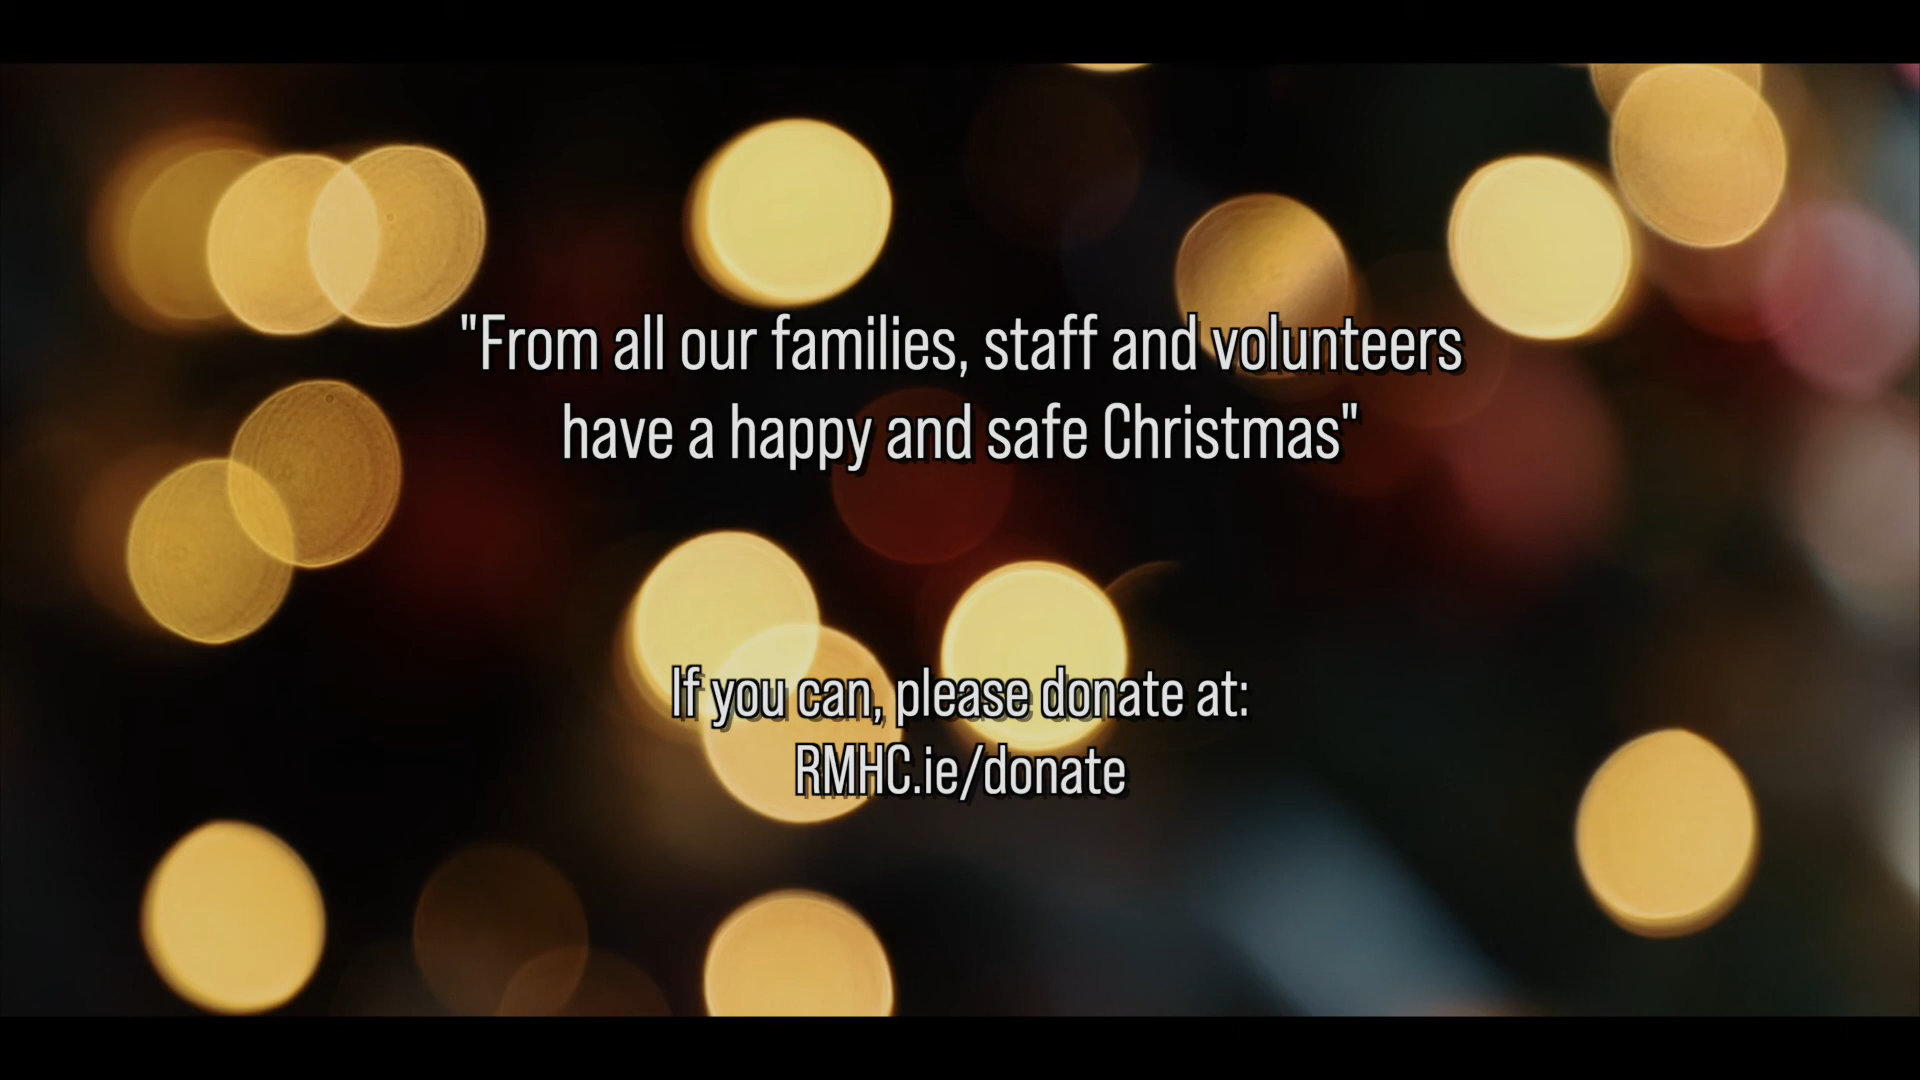 "From all our families, staff and volunteers
have a happy and safe Christmas"
If you can, please donate at:
RMHC.ie/donate